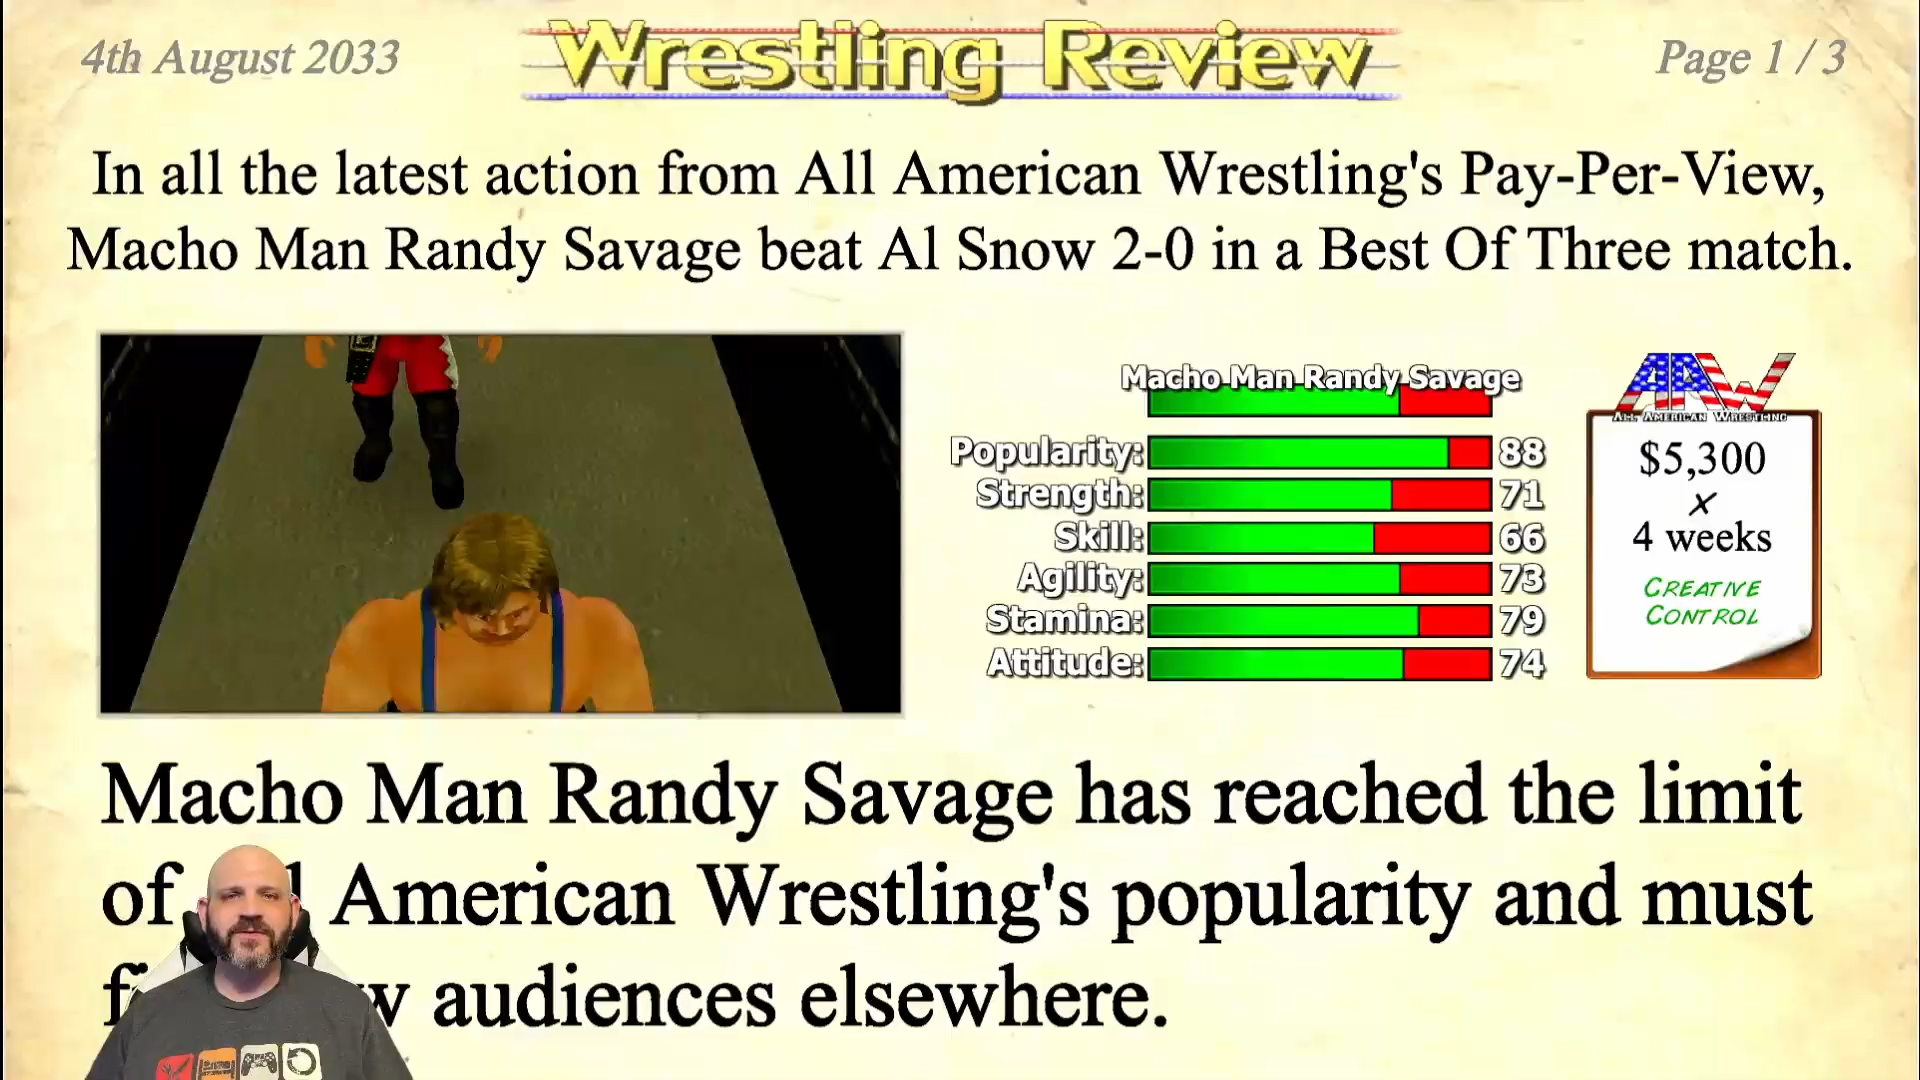 4th August 2033
Wrestling Review
Page 1 / 3
In all the latest action from All American Wrestling's Pay-Per-View,
Macho Man Randy Savage beat Al Snow 2-0 in a Best Of Three match.
Macho Man Randy Savage
Popularity: 88
Strength: 71
Skill: 66
Agility: 73
Stamina: 79
Attitude: 74
AAW
ALL AMERICAN WRESTLING
$5,300
x
4 weeks
CREATIVE
CONTROL
Macho Man Randy Savage has reached the limit
of American Wrestling's popularity and must
audiences elsewhere.